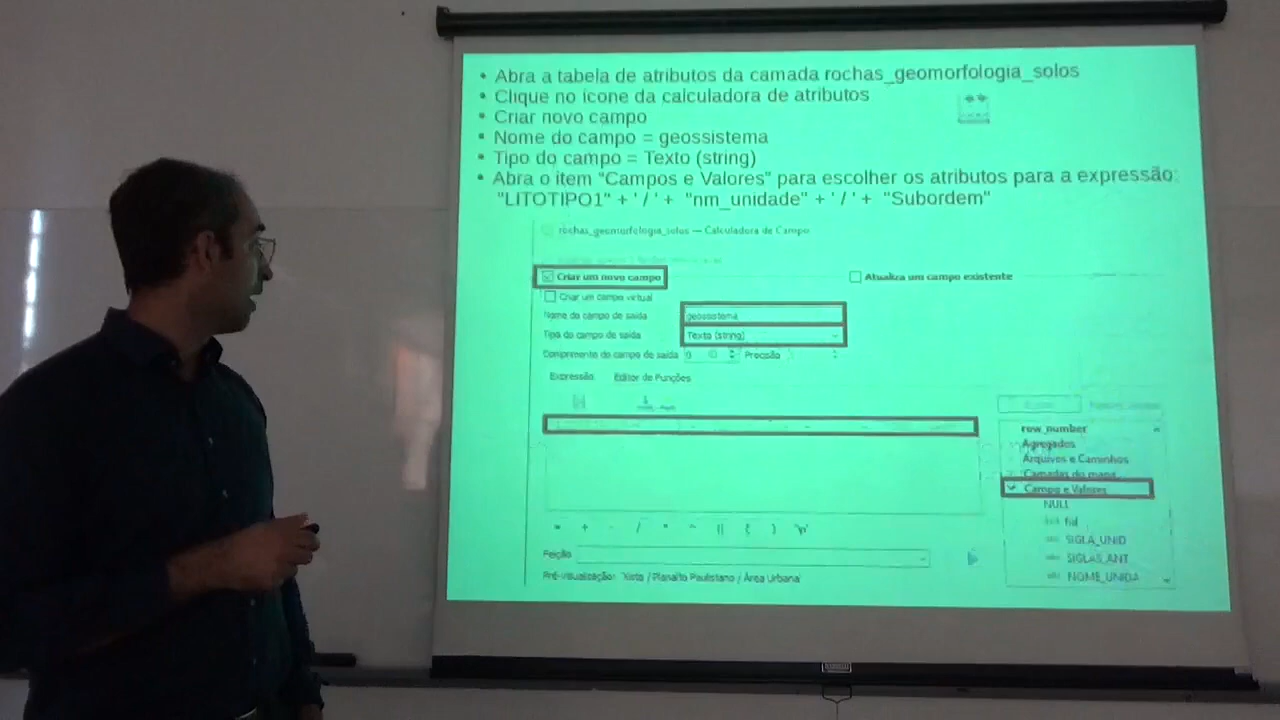 • Abra a tabela de atributos da camada rochas_geomorfologia_solos
• Clique no ícone da calculadora de atributos
• Criar novo campo
• Nome do campo = geossistema
• Tipo do campo = Texto (string)
• Abra o item "Campos e Valores" para escolher os atributos para a expressão:
"LITOTIPO1" + ' / ' + "nm_unidade" + ' / ' + "Subordem"
rochas_geomorfologia_solos — Calculadora de Campo
Criar um novo campo
Atualiza um campo existente
Criar um campo virtual
Nome do campo de saída geossistema
Tipo do campo de saída Texto (string)
Comprimento do campo de saída 0 Precisão
Expressão Editor de Funções
row_number
Agregados
Arquivos e Caminhos
Camadas do mapa
Campo e Valores
NULL
fid
SIGLA_UNID
SIGLAS_ANT
NOME_UNIDA
= + - / * ^ || ( ) '\n'
Feição
Pré-visualização: 'Xisto / Planalto Paulistano / Área Urbana'